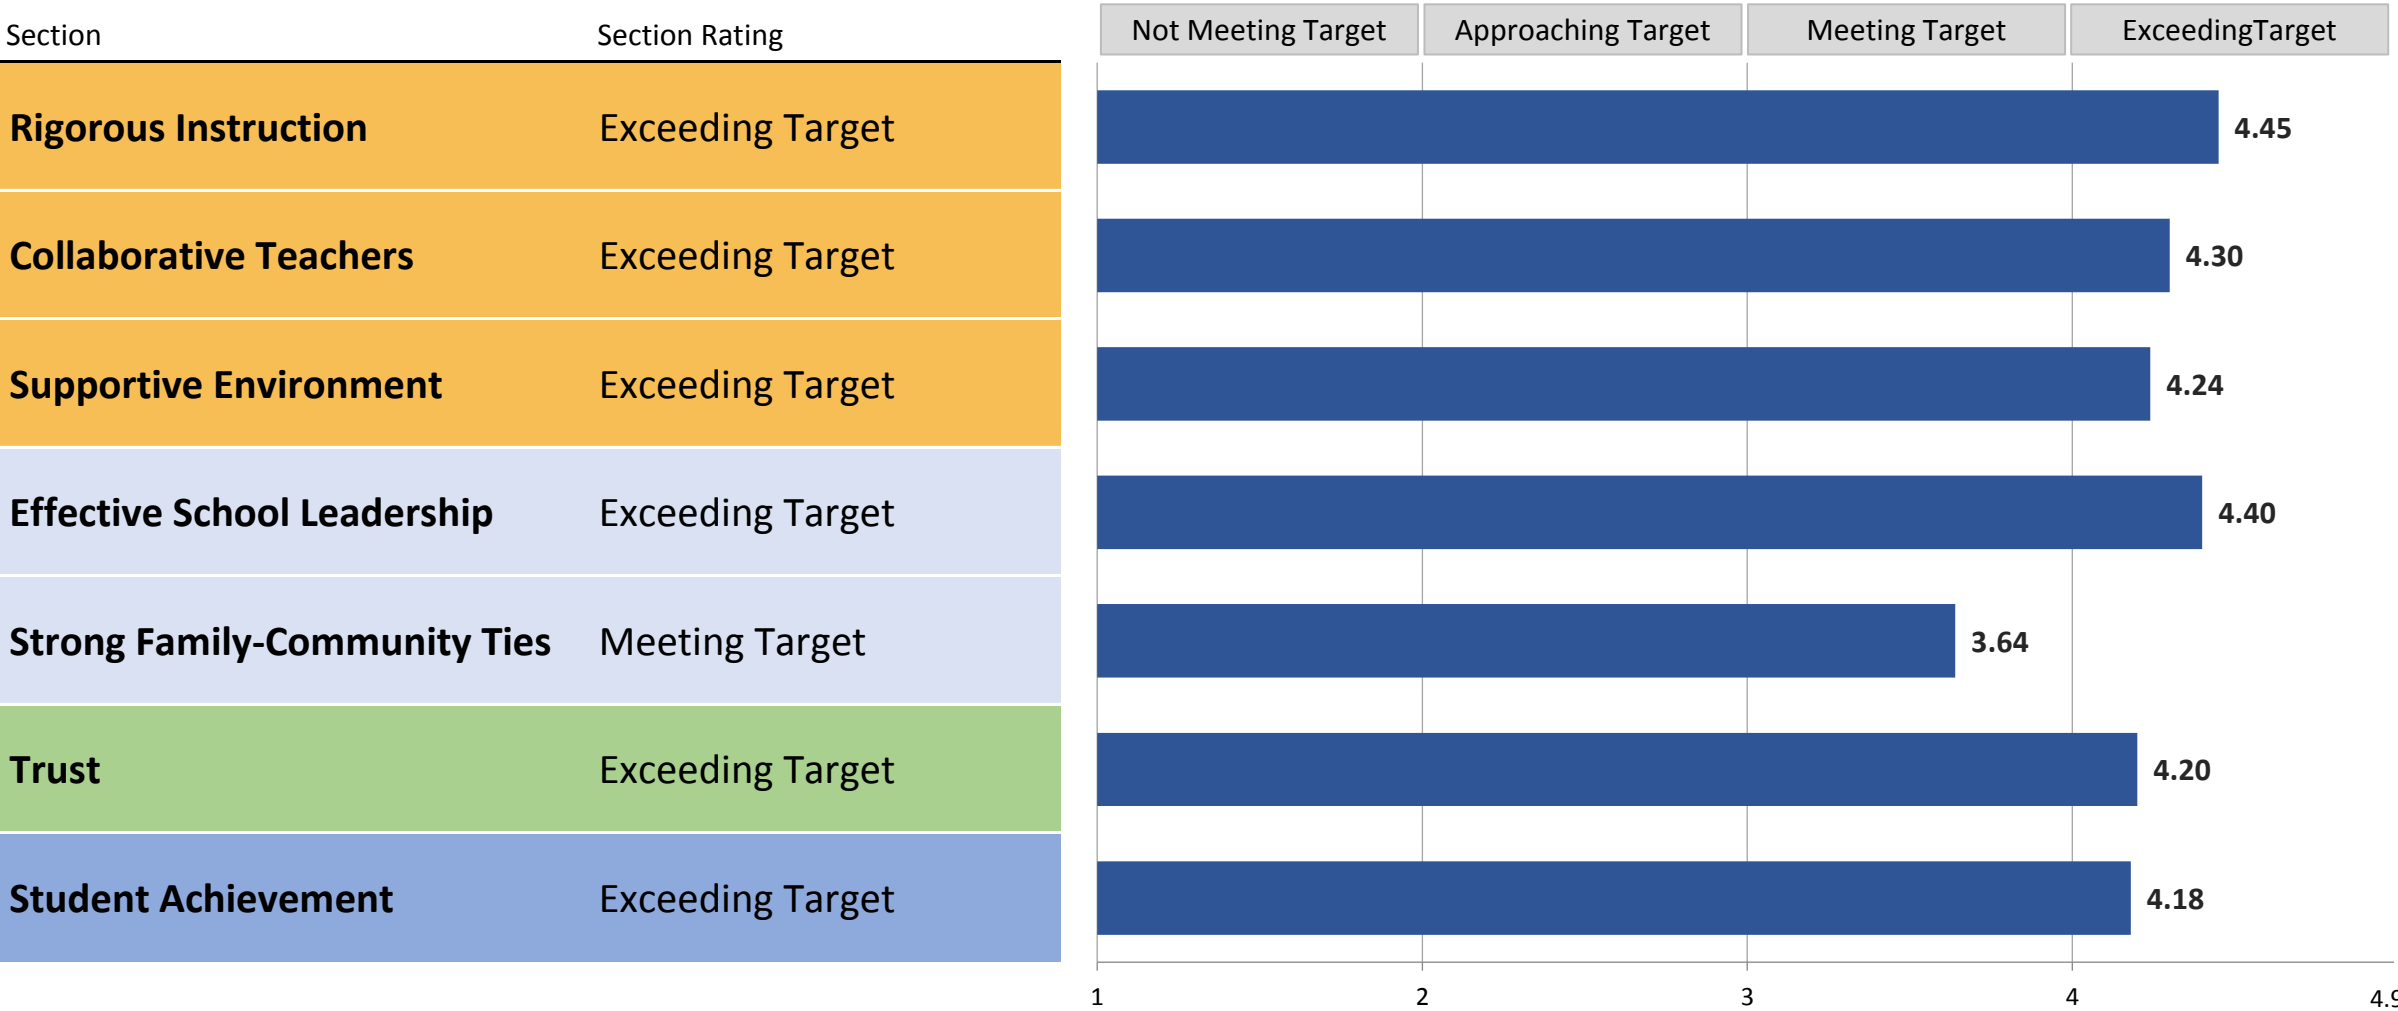 Section Section Rating Not Meeting Target Approaching Target Meeting Target ExceedingTarget
Rigorous Instruction Exceeding Target 4.45
Collaborative Teachers Exceeding Target 4.30
Supportive Environment Exceeding Target 4.24
Effective School Leadership Exceeding Target 4.40
Strong Family-Community Ties Meeting Target 3.64
Trust Exceeding Target 4.20
Student Achievement Exceeding Target 4.18
1 2 3 4 4.9